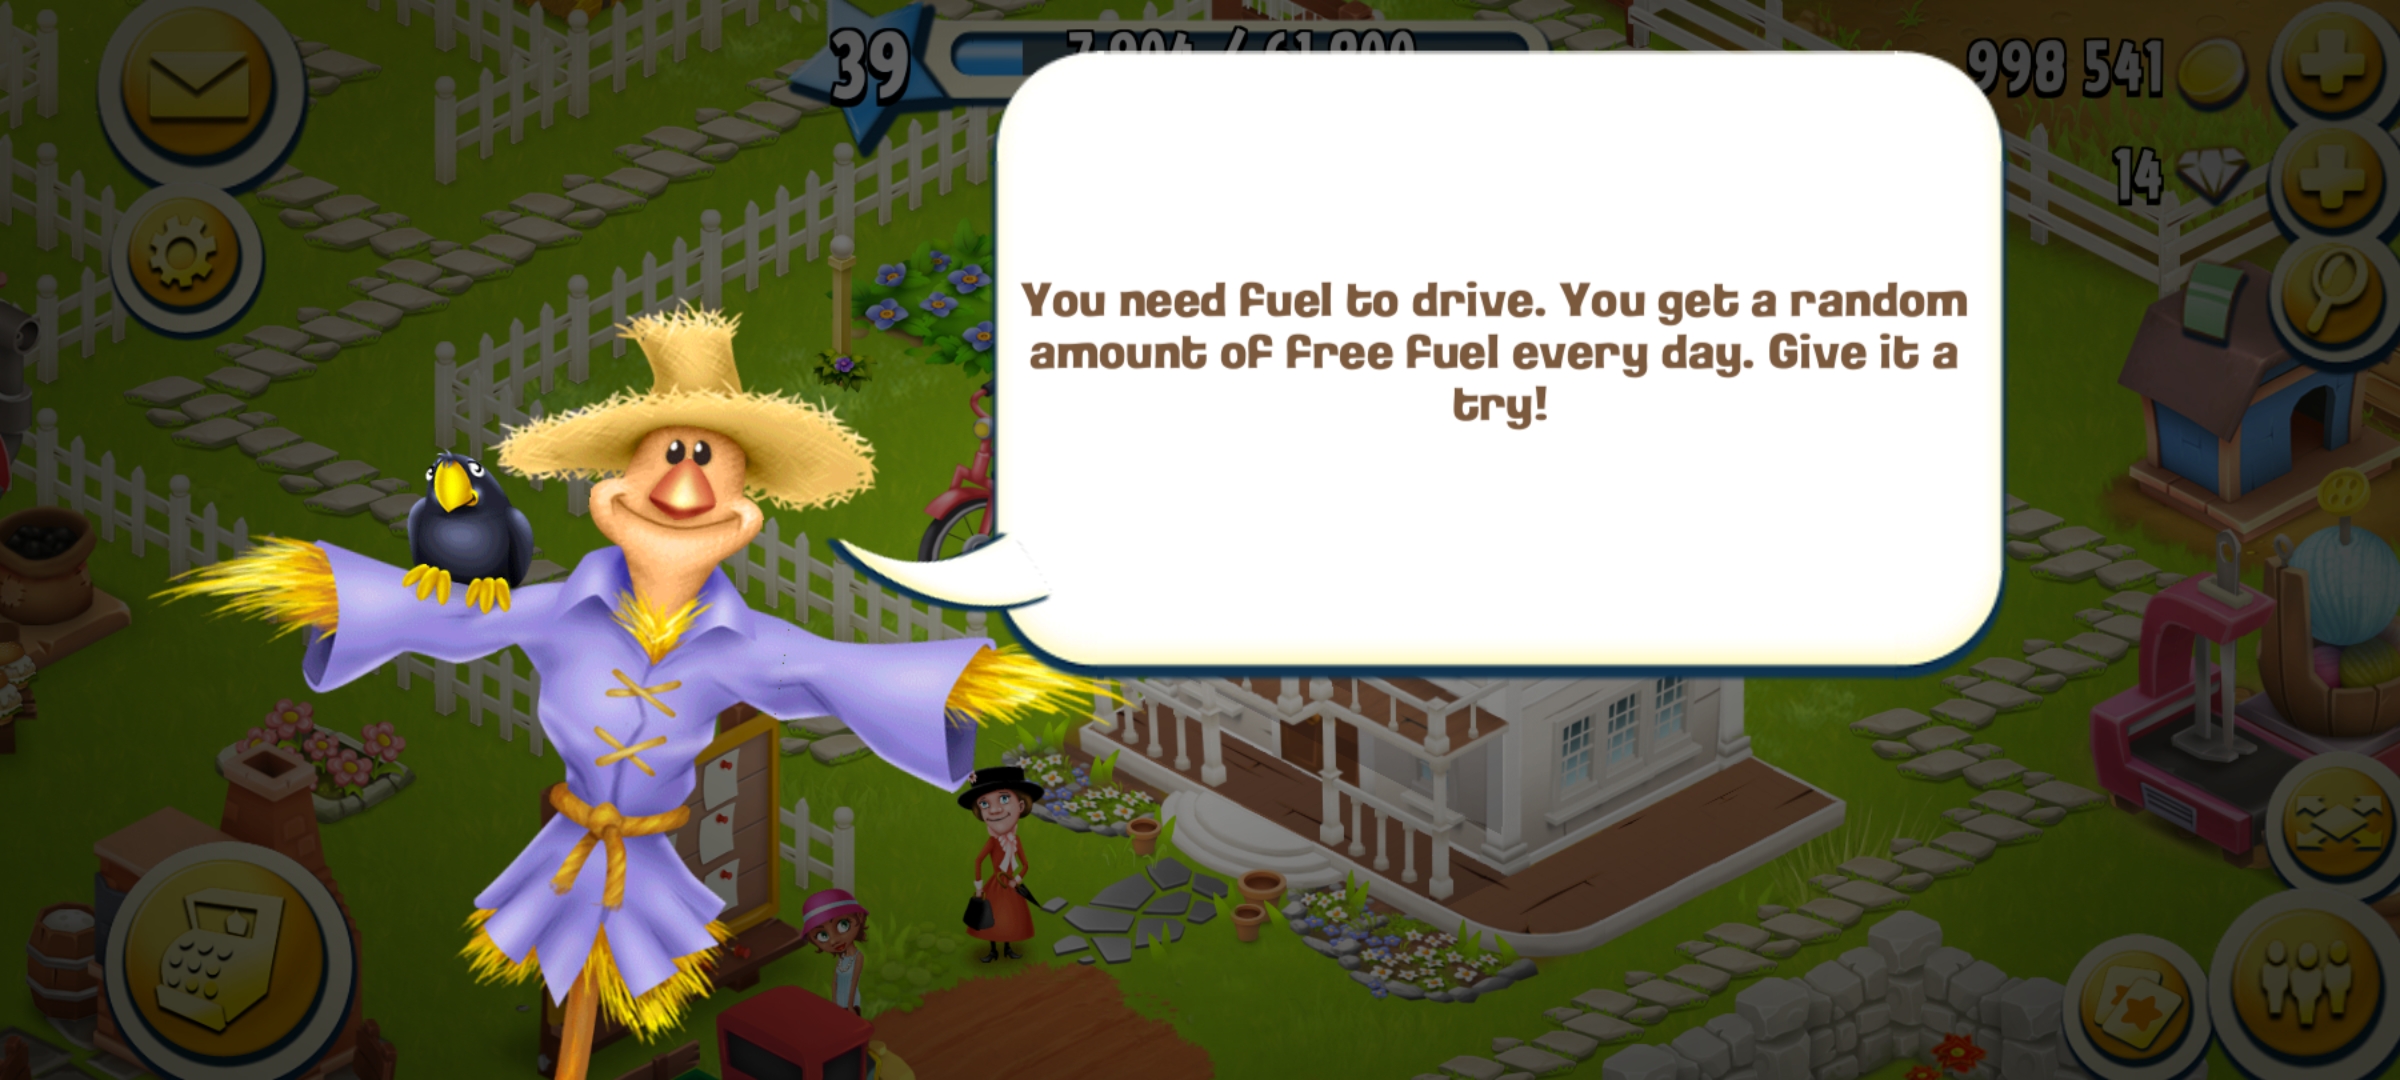 39
998 541
14
You need fuel to drive. You get a random
amount of free fuel every day. Give it a
try!